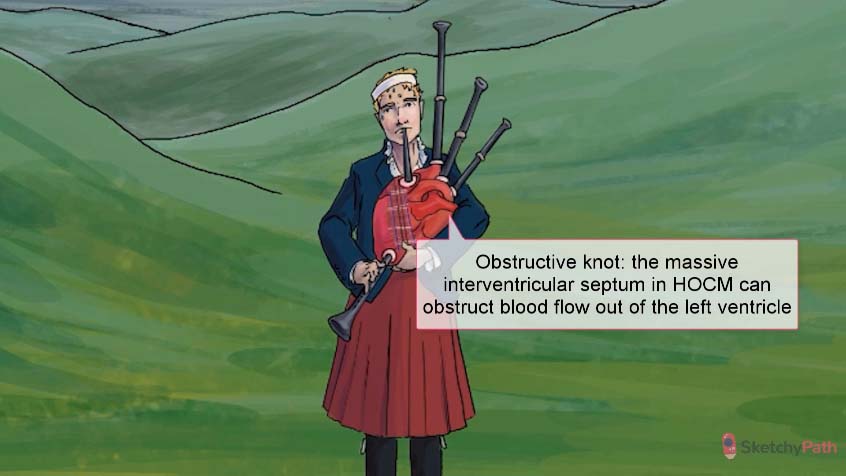 Obstructive knot: the massive
interventricular septum in HOCM can
obstruct blood flow out of the left ventricle
SketchyPath